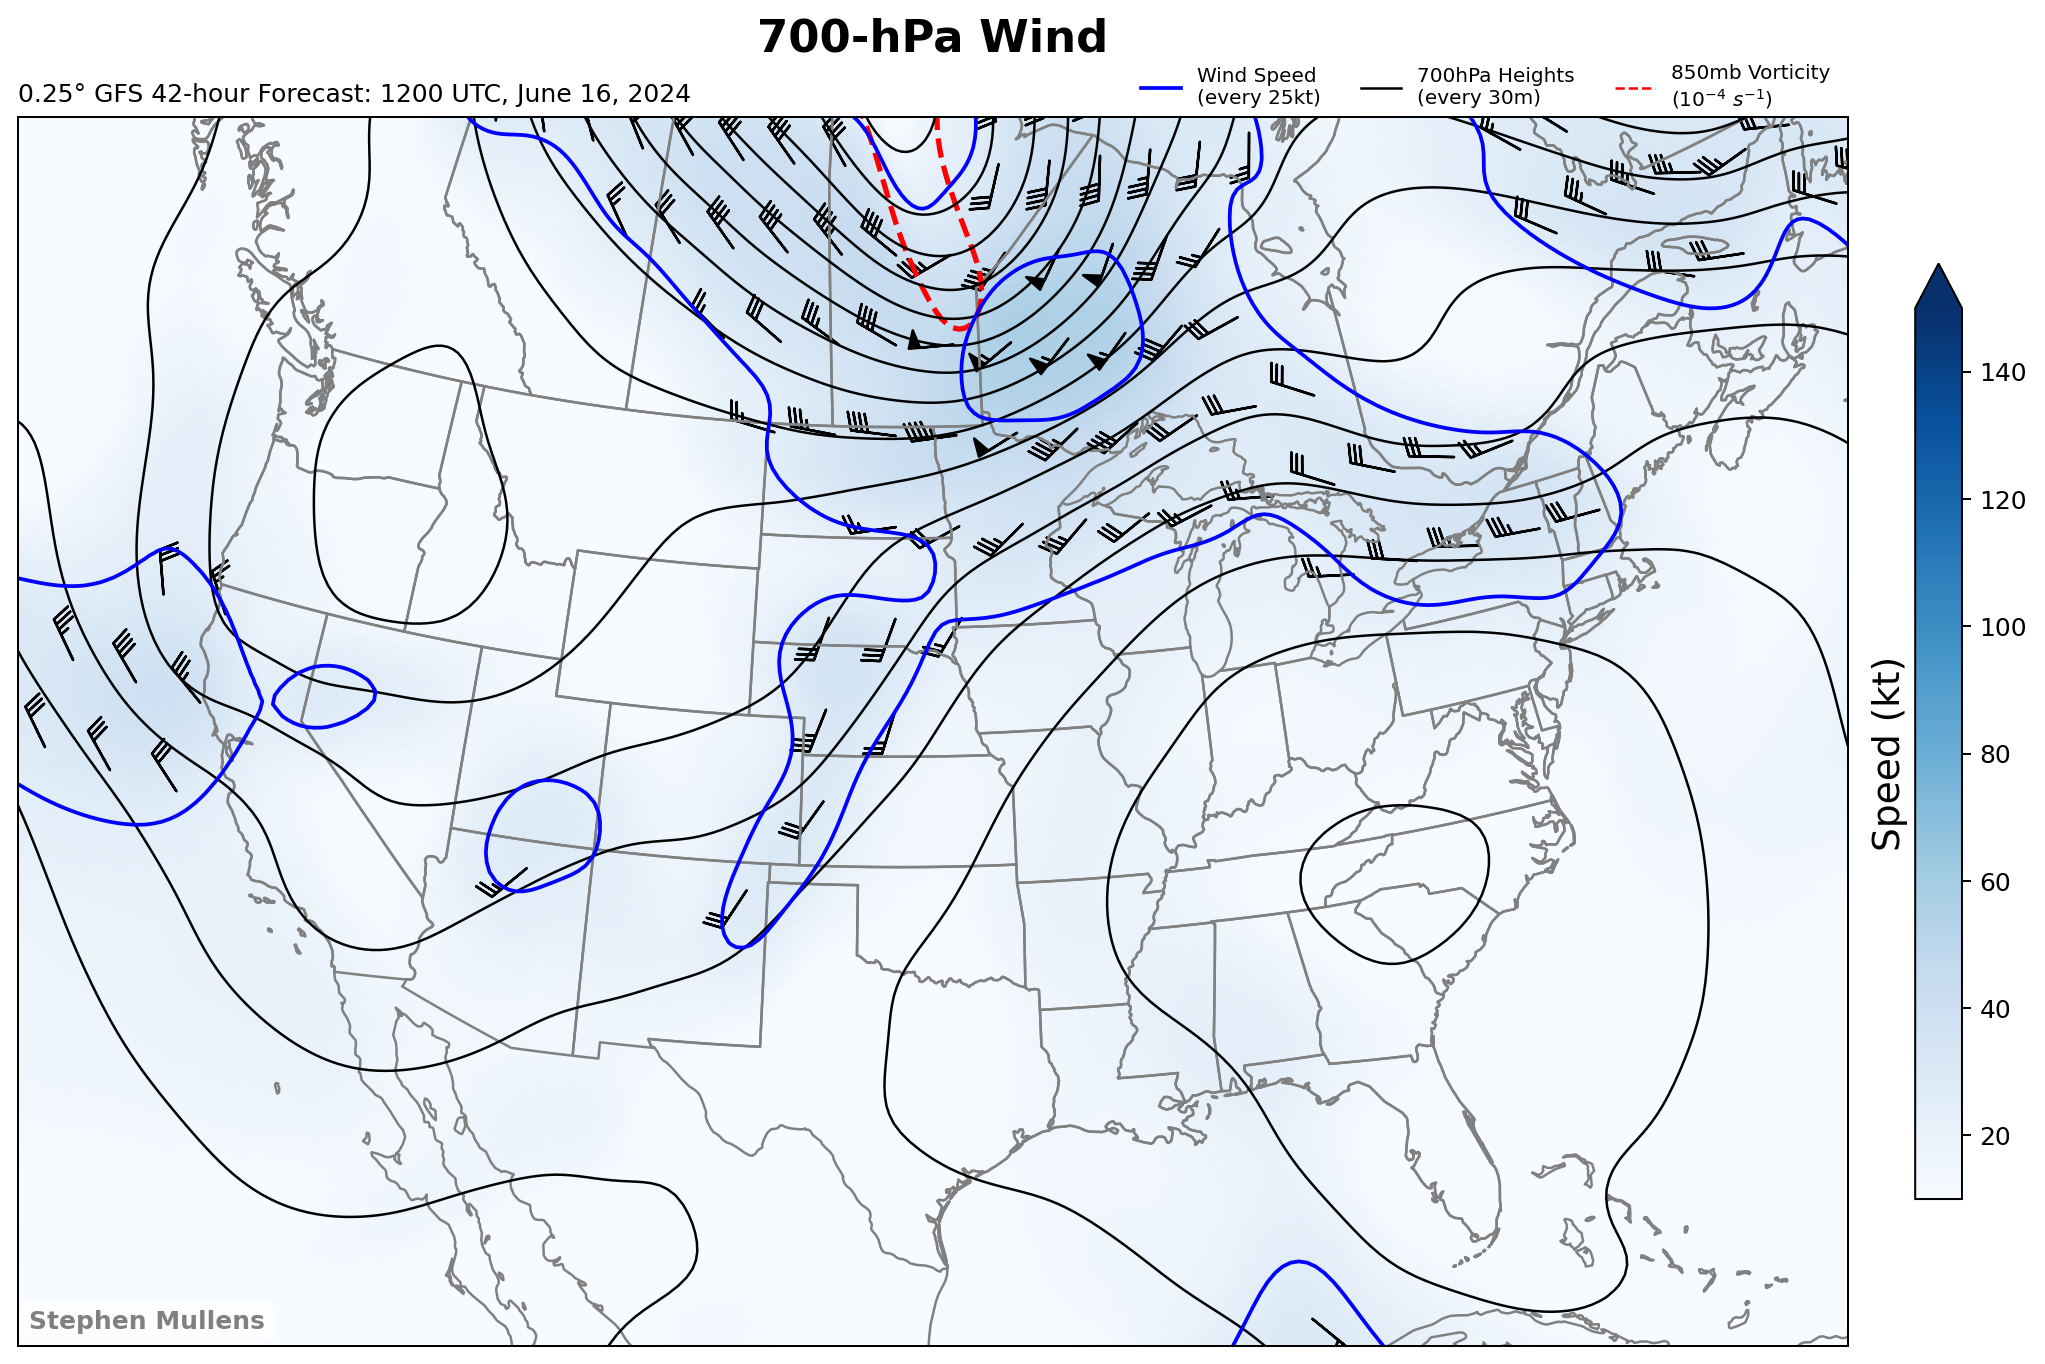 700-hPa Wind
0.25° GFS 42-hour Forecast: 1200 UTC, June 16, 2024
Wind Speed
(every 25kt)
700hPa Heights
(every 30m)
850mb Vorticity
(10⁻⁴ s⁻¹)
140
120
100
80
60
40
20
Speed (kt)
Stephen Mullens